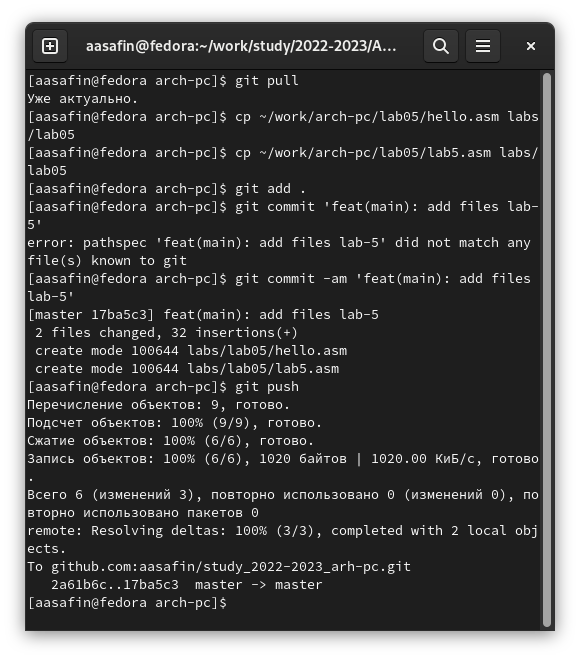 aasafin@fedora:~/work/study/2022-2023/A...
[aasafin@fedora arch-pc]$ git pull
Уже актуально.
[aasafin@fedora arch-pc]$ cp ~/work/arch-pc/lab05/hello.asm labs
/lab05
[aasafin@fedora arch-pc]$ cp ~/work/arch-pc/lab05/lab5.asm labs/
lab05
[aasafin@fedora arch-pc]$ git add .
[aasafin@fedora arch-pc]$ git commit 'feat(main): add files lab-
5'
error: pathspec 'feat(main): add files lab-5' did not match any
file(s) known to git
[aasafin@fedora arch-pc]$ git commit -am 'feat(main): add files
lab-5'
[master 17ba5c3] feat(main): add files lab-5
 2 files changed, 32 insertions(+)
 create mode 100644 labs/lab05/hello.asm
 create mode 100644 labs/lab05/lab5.asm
[aasafin@fedora arch-pc]$ git push
Перечисление объектов: 9, готово.
Подсчет объектов: 100% (9/9), готово.
Сжатие объектов: 100% (6/6), готово.
Запись объектов: 100% (6/6), 1020 байтов | 1020.00 КиБ/с, готово
.
Всего 6 (изменений 3), повторно использовано 0 (изменений 0), по
вторно использовано пакетов 0
remote: Resolving deltas: 100% (3/3), completed with 2 local obj
ects.
To github.com:aasafin/study_2022-2023_arh-pc.git
   2a61b6c..17ba5c3  master -> master
[aasafin@fedora arch-pc]$